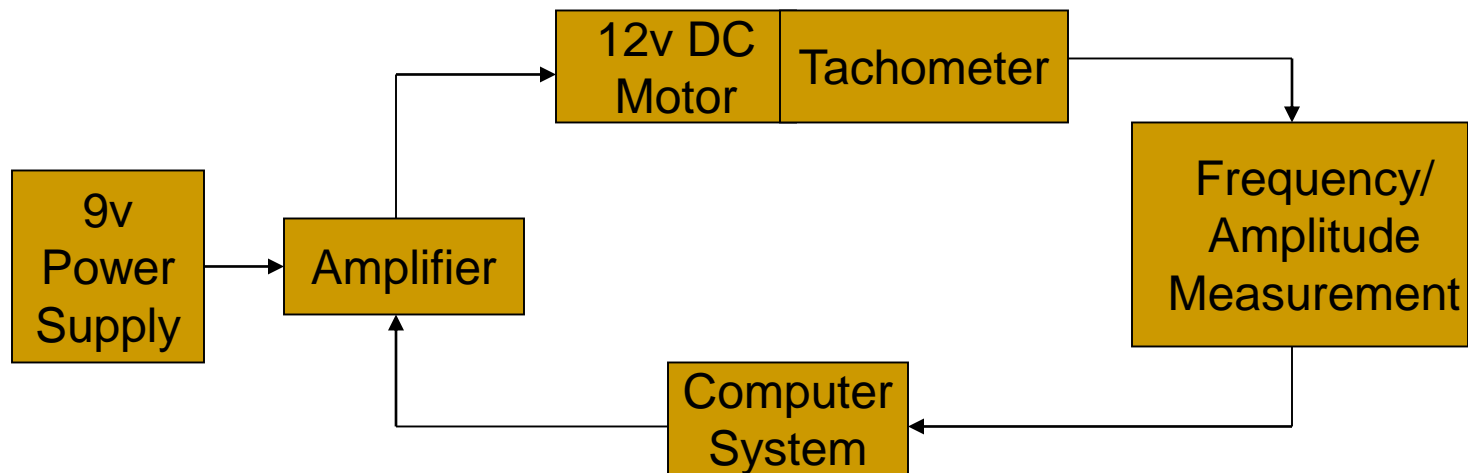 12v DC
Motor
Tachometer
Frequency/
Amplitude
Measurement
9v
Power
Supply
Amplifier
Computer
System